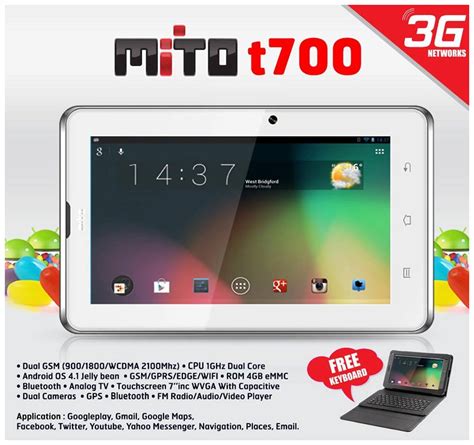 3G
NETWORKS
MiTO t700
14:37
West Bridgford
Mostly Cloudy
FREE
KEYBOARD
• Dual GSM (900/1800/WCDMA 2100Mhz) • CPU 1GHz Dual Core
• Android OS 4.1 Jelly bean • GSM/GPRS/EDGE/WIFI • ROM 4GB eMMC
• Bluetooth • Analog TV • Touchscreen 7''inc WVGA With Capacitive
• Dual Cameras • GPS • Bluetooth • FM Radio/Audio/Video Player
Application : Googleplay, Gmail, Google Maps,
Facebook, Twitter, Youtube, Yahoo Messenger, Navigation, Places, Email.